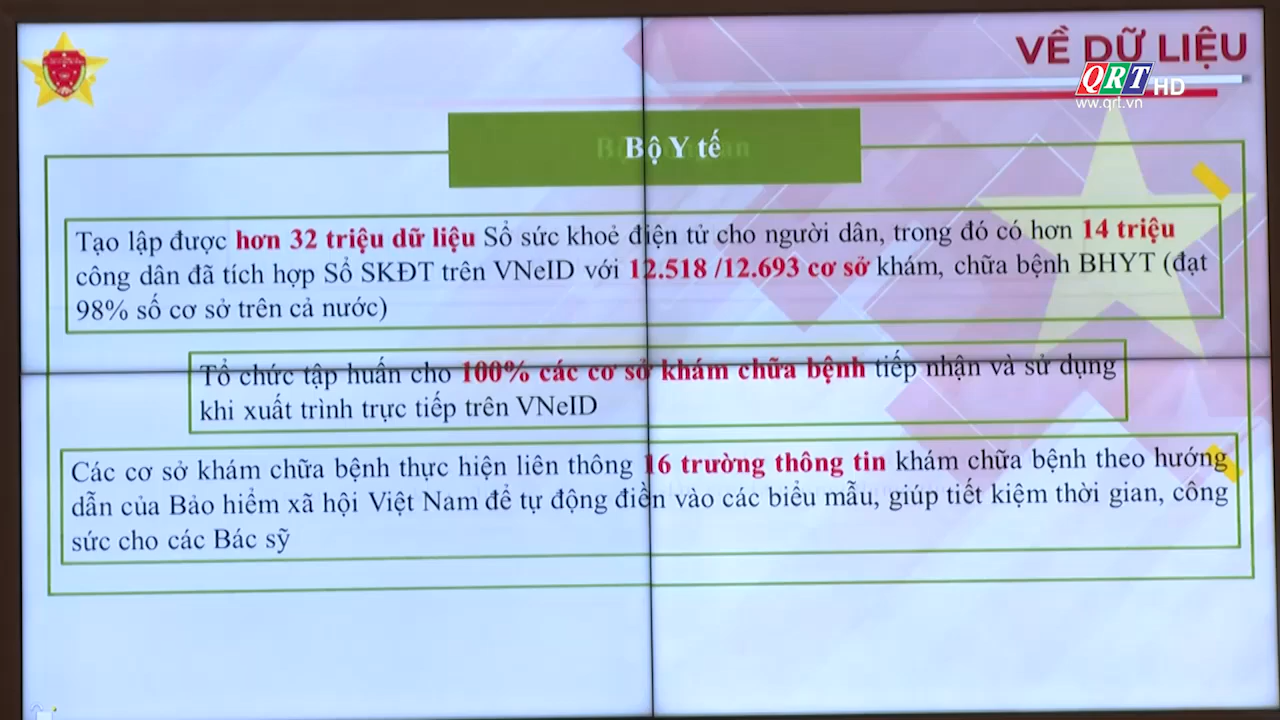 VỀ DỮ LIỆU
QRT HD
ww.qrt.vn
Bộ Y tế
Tạo lập được hơn 32 triệu dữ liệu Sổ sức khoẻ điện tử cho người dân, trong đó có hơn 14 triệu
công dân đã tích hợp Sổ SKĐT trên VNeID với 12.518 /12.693 cơ sở khám, chữa bệnh BHYT (đạt
98% số cơ sở trên cả nước)
Tổ chức tập huấn cho 100% các cơ sở khám chữa bệnh tiếp nhận và sử dụng
khi xuất trình trực tiếp trên VNeID
Các cơ sở khám chữa bệnh thực hiện liên thông 16 trường thông tin khám chữa bệnh theo hướng
dẫn của Bảo hiểm xã hội Việt Nam để tự động điền vào các biểu mẫu, giúp tiết kiệm thời gian, công
sức cho các Bác sỹ